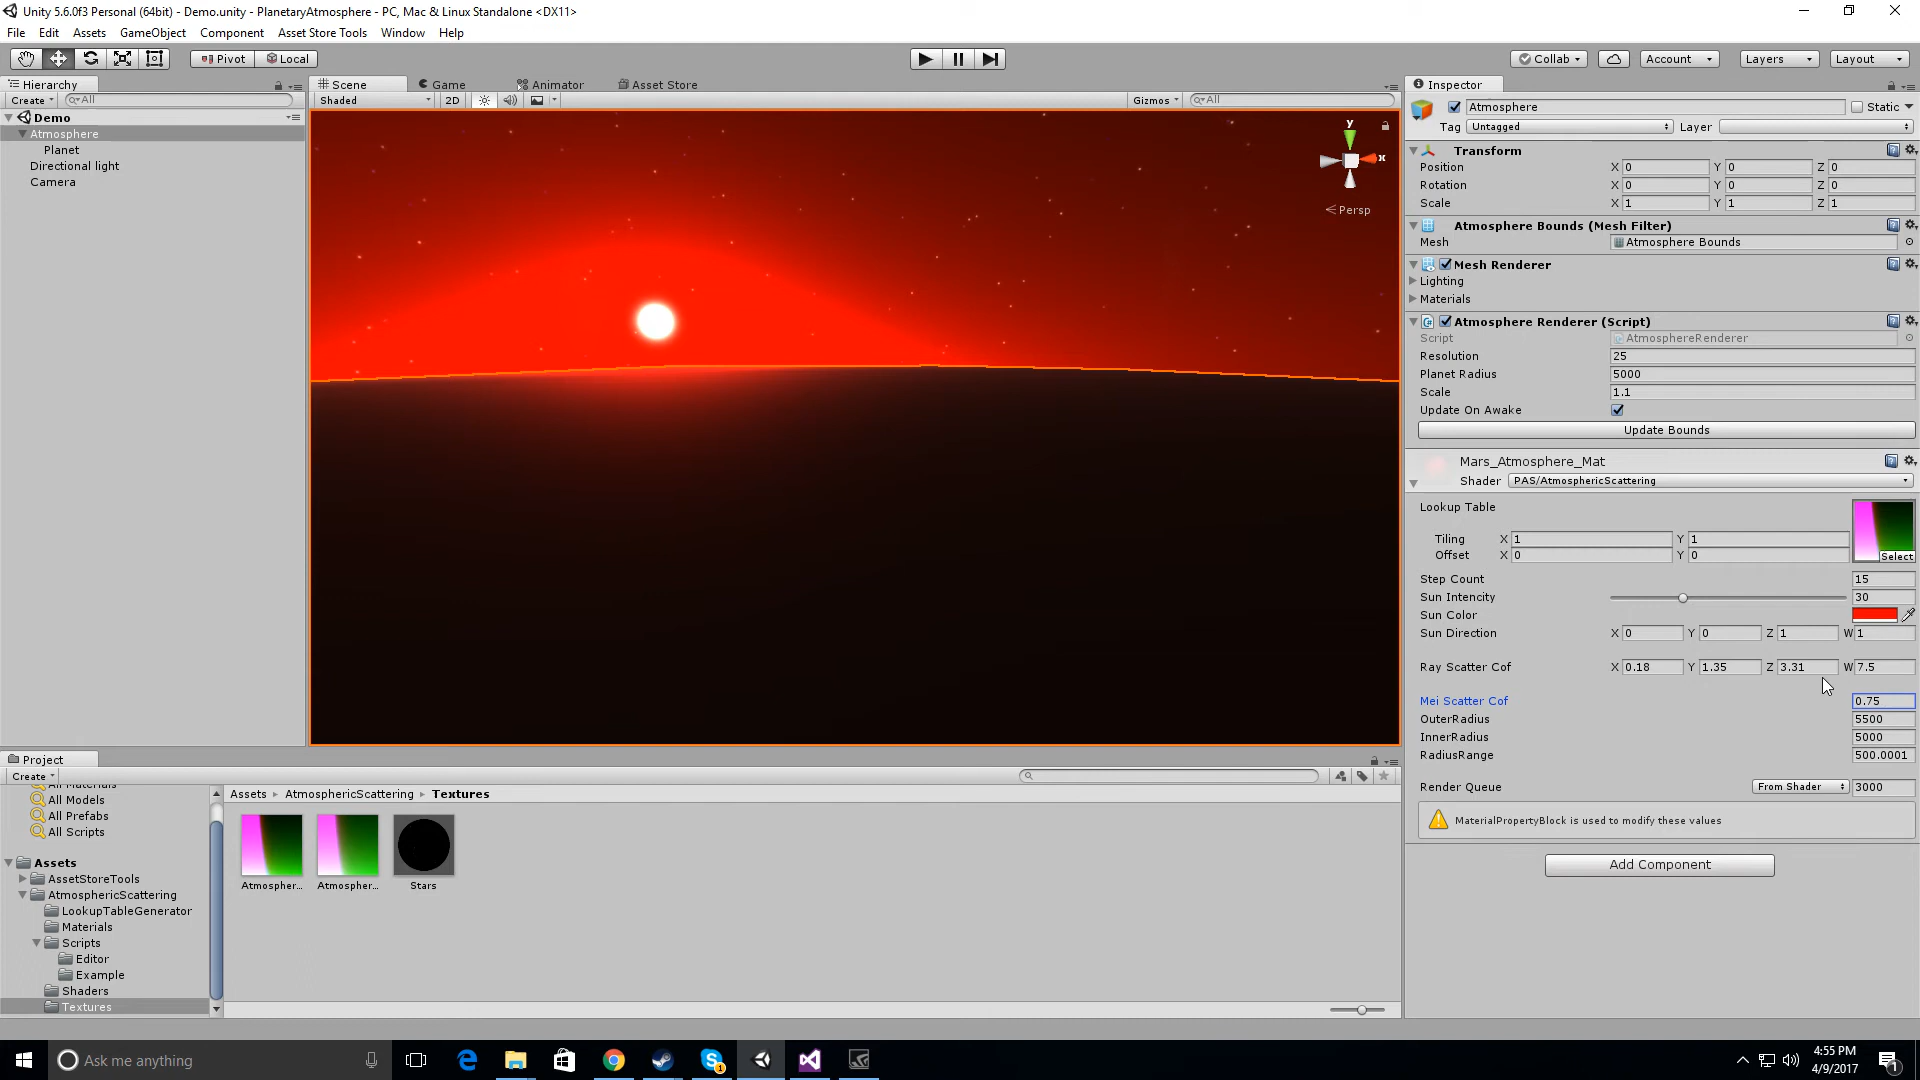 Unity 5.6.0f3 Personal (64bit) - Demo.unity - PlanetaryAtmosphere - PC, Mac & Linux Standalone <DX11>
File Edit Assets GameObject Component Asset Store Tools Window Help
Pivot Local Collab Account Layers Layout
Hierarchy
Create All
Demo
Atmosphere
Planet
Directional light
Camera
Scene Game Animator Asset Store
Shaded 2D Gizmos All
y
x
Persp
Inspector
Atmosphere Static
Tag Untagged Layer
Transform
Position X 0 Y 0 Z 0
Rotation X 0 Y 0 Z 0
Scale X 1 Y 1 Z 1
Atmosphere Bounds (Mesh Filter)
Mesh Atmosphere Bounds
Mesh Renderer
Lighting
Materials
Atmosphere Renderer (Script)
Script AtmosphereRenderer
Resolution 25
Planet Radius 5000
Scale 1.1
Update On Awake
Update Bounds
Mars_Atmosphere_Mat
Shader PAS/AtmosphericScattering
Lookup Table
Tiling X 1 Y 1
Offset X 0 Y 0
Select
Step Count 15
Sun Intencity 30
Sun Color
Sun Direction X 0 Y 0 Z 1 W 1
Ray Scatter Cof X 0.18 Y 1.35 Z 3.31 W 7.5
Mei Scatter Cof 0.75
OuterRadius 5500
InnerRadius 5000
RadiusRange 500.0001
Render Queue From Shader 3000
MaterialPropertyBlock is used to modify these values
Add Component
Project
Create
All Materials
All Models
All Prefabs
All Scripts
Assets
AssetStoreTools
AtmosphericScattering
LookupTableGenerator
Materials
Scripts
Editor
Example
Shaders
Textures
Assets AtmosphericScattering Textures
Atmospher... Atmospher... Stars
Ask me anything
4:55 PM
4/9/2017
1
1